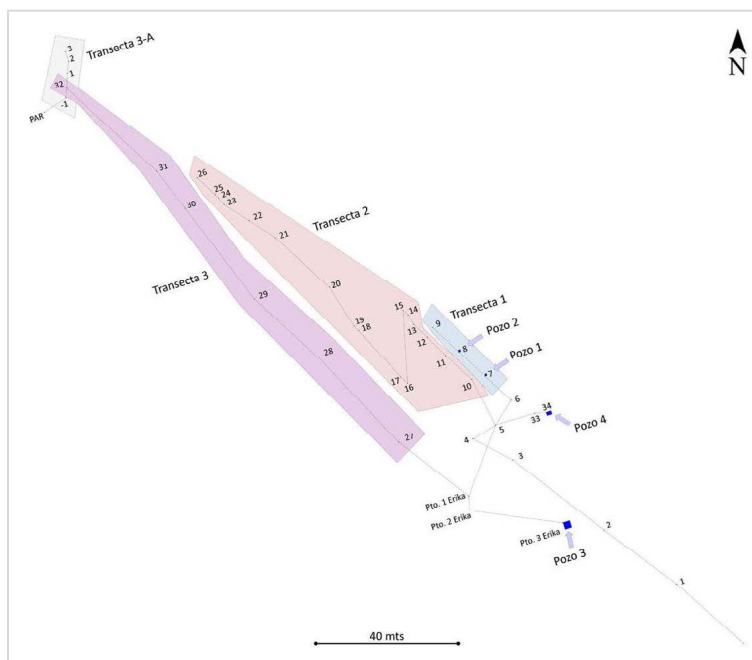 N
Transecta 3-A
3
2
1
32
-1
PAR
31
30
Transecta 3
29
28
27
26
25
24
23
22
21
Transecta 2
20
19
18
17
16
15
14
13
12
11
10
Transecta 1
9
8
Pozo 2
7
Pozo 1
6
34
33
Pozo 4
5
4
3
Pto. 1 Erika
Pto. 2 Erika
Pto. 3 Erika
Pozo 3
2
1
40 mts